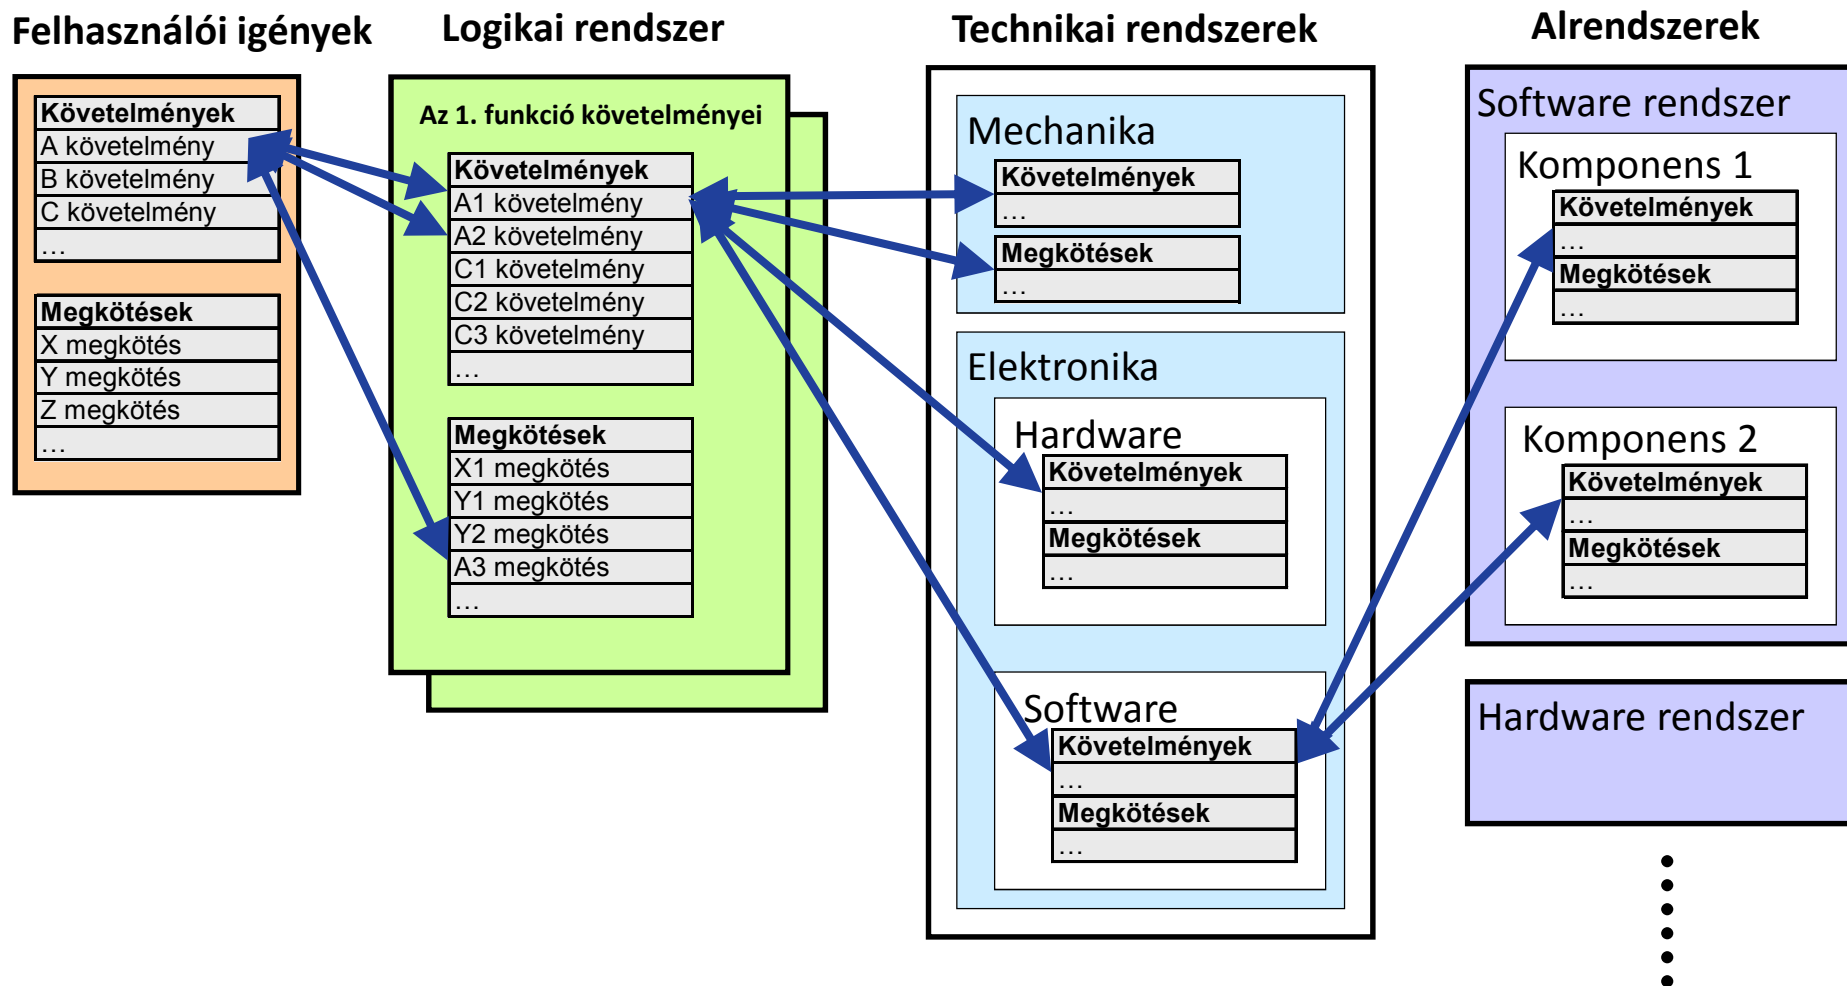 Felhasználói igények
Követelmények
A követelmény
B követelmény
C követelmény
...
Megkötések
X megkötés
Y megkötés
Z megkötés
...
Logikai rendszer
Az 1. funkció követelményei
Követelmények
A1 követelmény
A2 követelmény
C1 követelmény
C2 követelmény
C3 követelmény
...
Megkötések
X1 megkötés
Y1 megkötés
Y2 megkötés
A3 megkötés
...
Technikai rendszerek
Mechanika
Követelmények
...
Megkötések
...
Elektronika
Hardware
Követelmények
...
Megkötések
...
Software
Követelmények
...
Megkötések
...
Alrendszerek
Software rendszer
Komponens 1
Követelmények
...
Megkötések
...
Komponens 2
Követelmények
...
Megkötések
...
Hardware rendszer